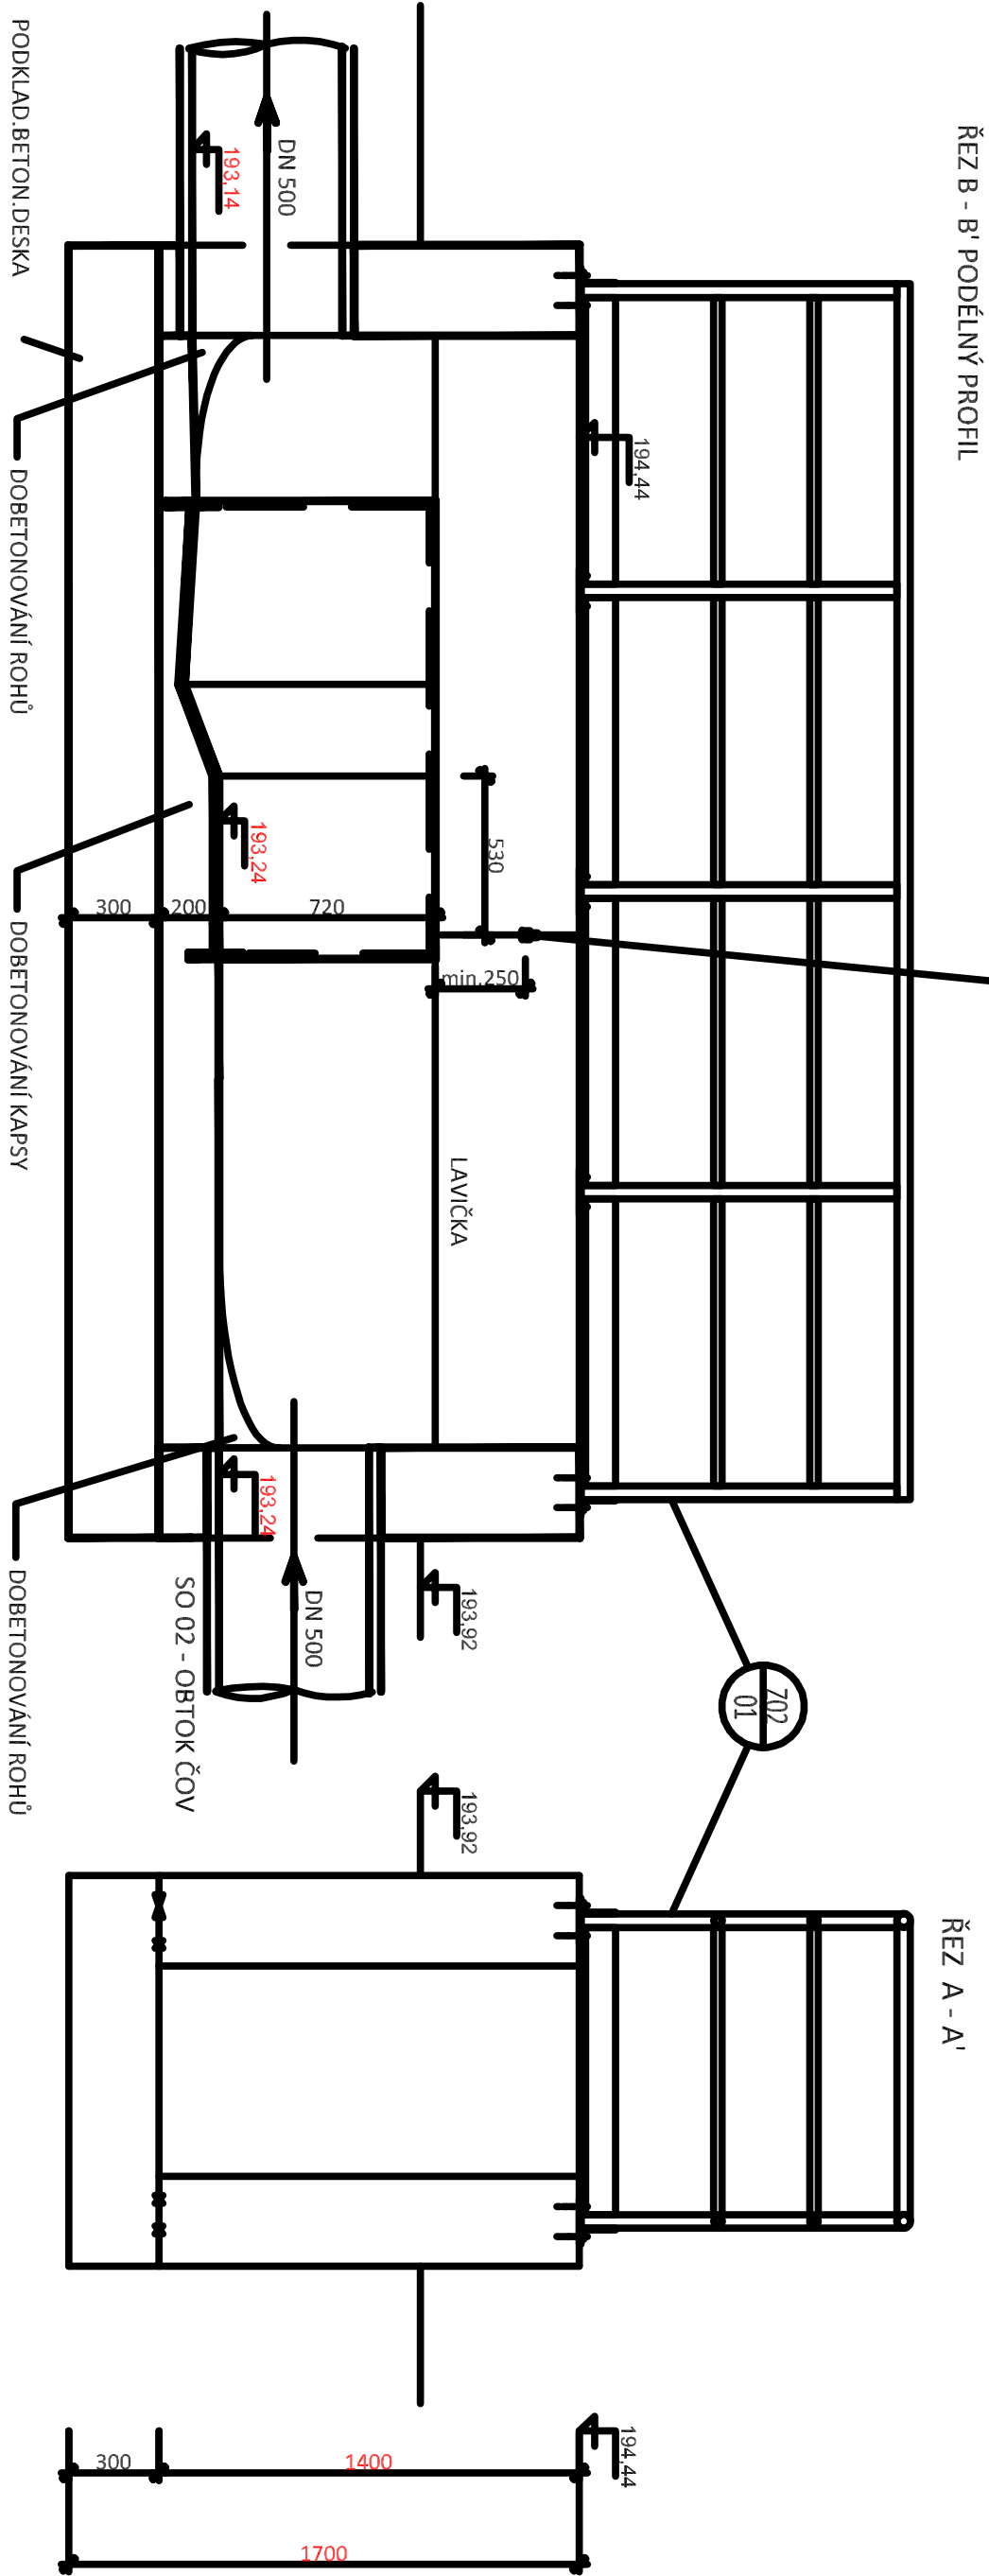 ŘEZ B - B' PODÉLNÝ PROFIL
ŘEZ A - A'
194,44
194,44
DN 500
193,14
530
193,24
300
200
720
min.250
LAVIČKA
193,24
DN 500
193,92
193,92
702
01
SO 02 - OBTOK ČOV
PODKLAD.BETON.DESKA
DOBETONOVÁNÍ ROHŮ
DOBETONOVÁNÍ KAPSY
DOBETONOVÁNÍ ROHŮ
300
1400
1700